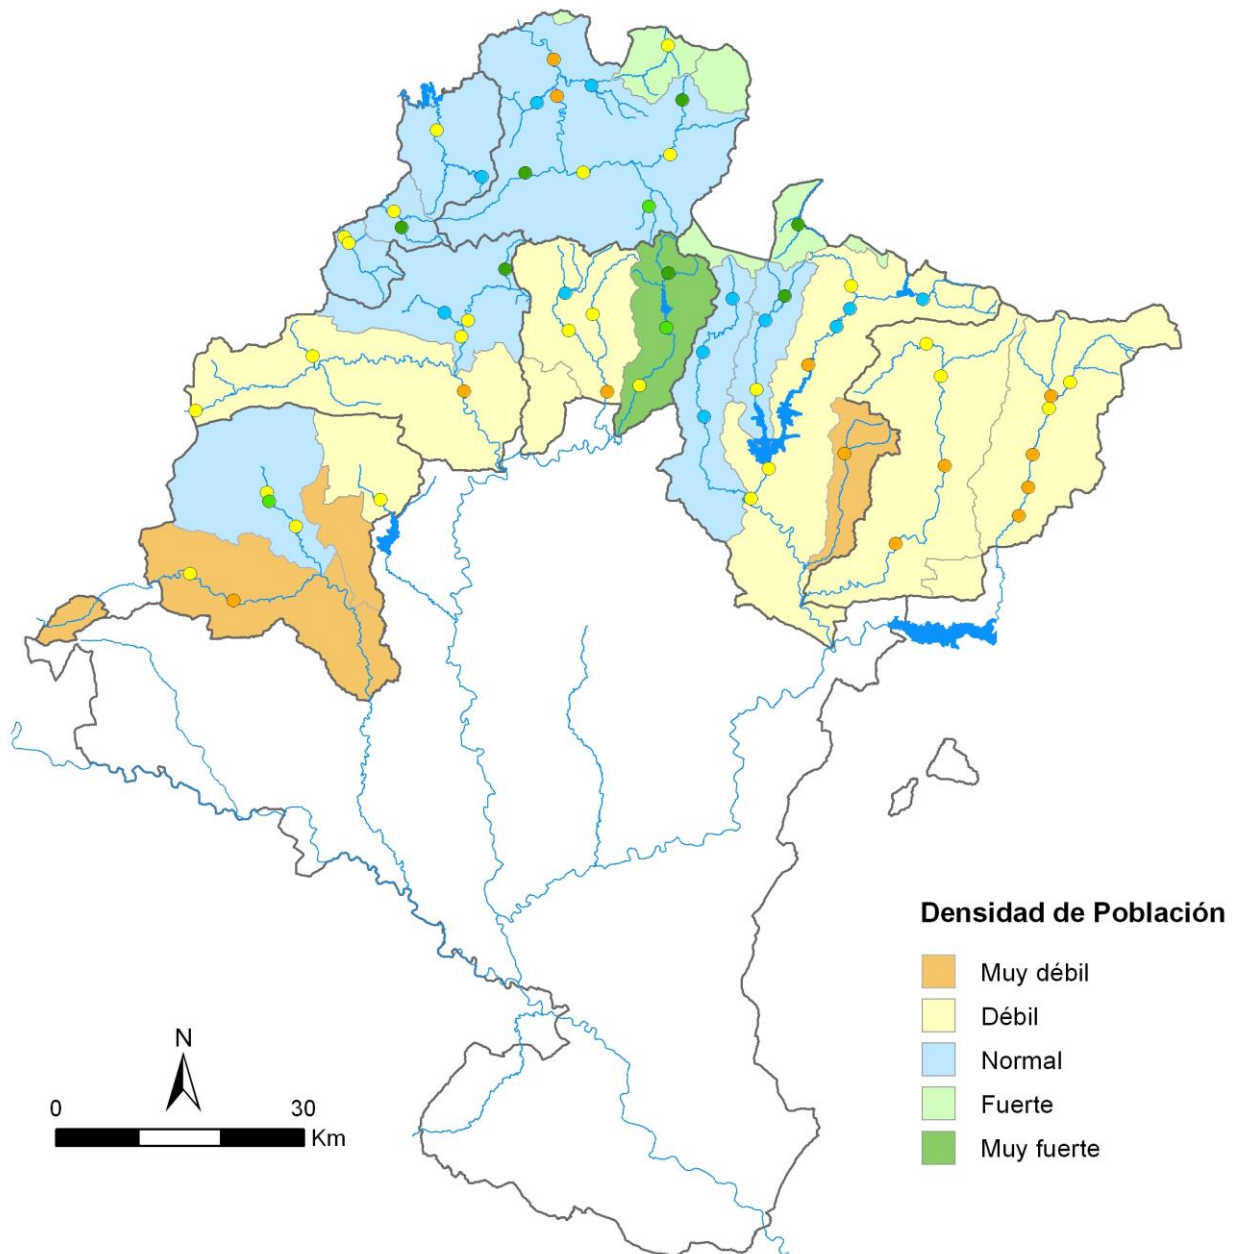 Densidad de Población
Muy débil
Débil
Normal
Fuerte
Muy fuerte
N
0 30
Km